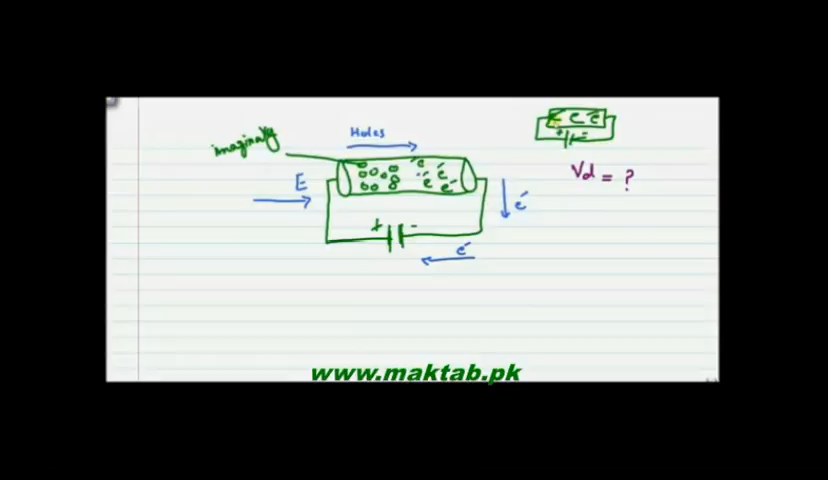 Holes
imaginary
E
e⁻ e⁻ e⁻ e⁻ e⁻
+ -
e⁻
e⁻
e⁻ e⁻
+ -
Vd = ?
www.maktab.pk